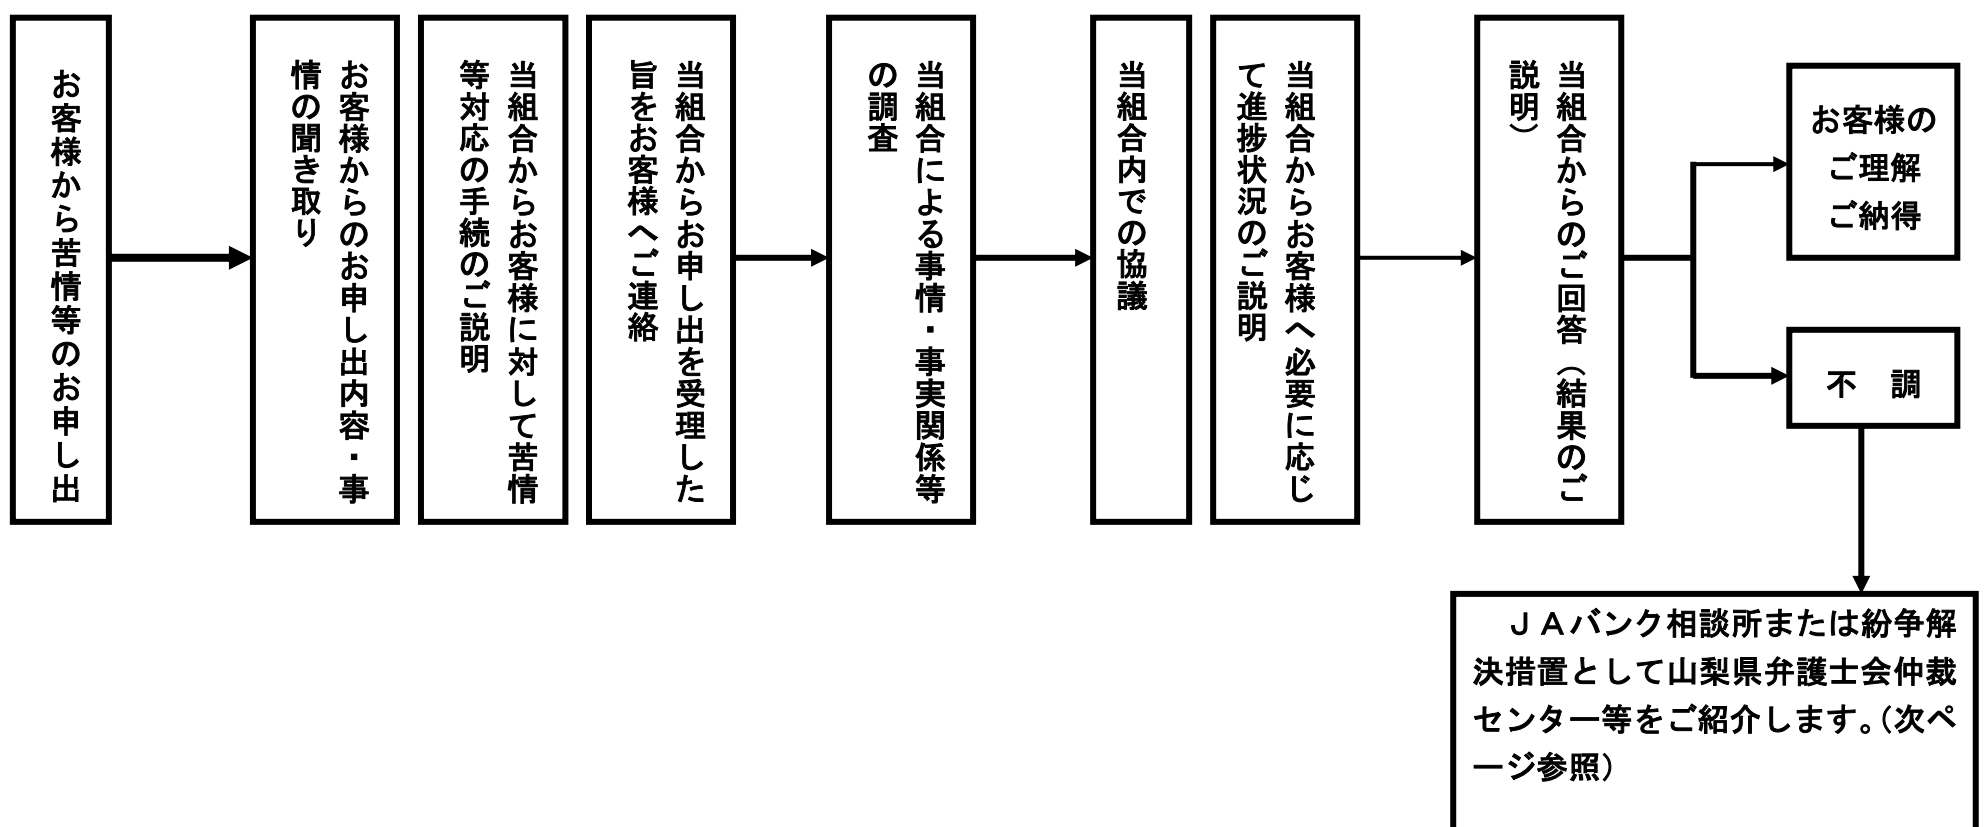 お客様から苦情等のお申し出
お客様からのお申し出内容・事
情の聞き取り
当組合からお客様に対して苦情
等対応の手続のご説明
当組合からお申し出を受理した
旨をお客様へご連絡
当組合による事情・事実関係等
の調査
当組合内での協議
当組合からお客様へ必要に応じ
て進捗状況のご説明
当組合からのご回答（結果のご
説明）
お客様の
ご理解
ご納得
不　調
ＪＡバンク相談所または紛争解
決措置として山梨県弁護士会仲裁
センター等をご紹介します。（次ペ
ージ参照）